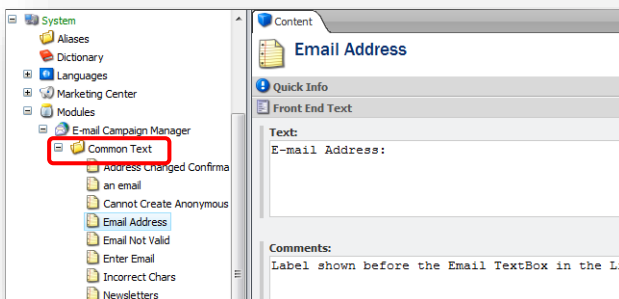 System
Aliases
Dictionary
Languages
Marketing Center
Modules
E-mail Campaign Manager
Common Text
Address Changed Confirma
an email
Cannot Create Anonymous
Email Address
Email Not Valid
Enter Email
Incorrect Chars
Newsletters
Content
Email Address
Quick Info
Front End Text
Text:
E-mail Address:
Comments:
Label shown before the Email TextBox in the Li